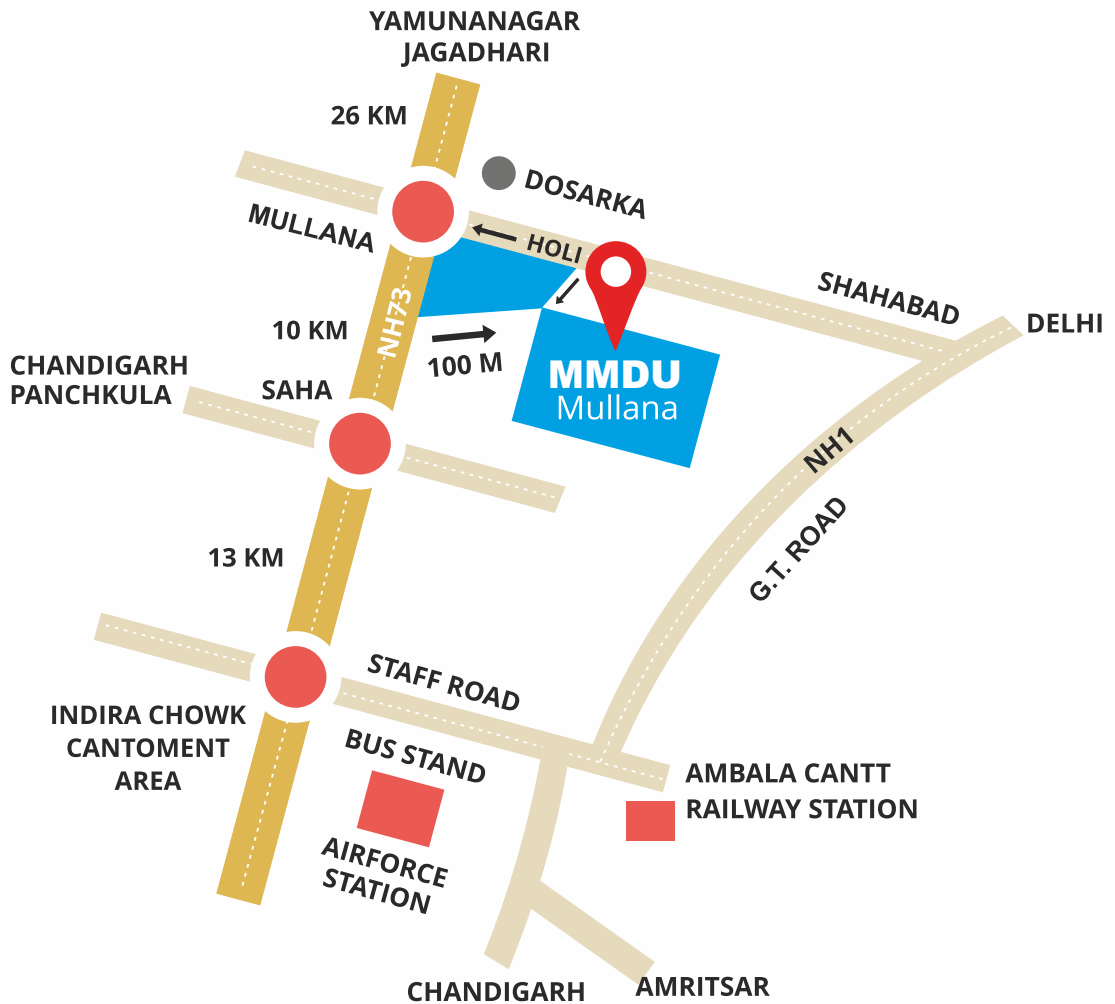 YAMUNANAGAR
JAGADHARI
26 KM
DOSARKA
MULLANA
HOLI
SHAHABAD
DELHI
NH73
10 KM
100 M
CHANDIGARH
PANCHKULA
SAHA
MMDU
Mullana
NH1
G.T. ROAD
13 KM
STAFF ROAD
INDIRA CHOWK
CANTOMENT
AREA
BUS STAND
AMBALA CANTT
RAILWAY STATION
AIRFORCE
STATION
CHANDIGARH
AMRITSAR